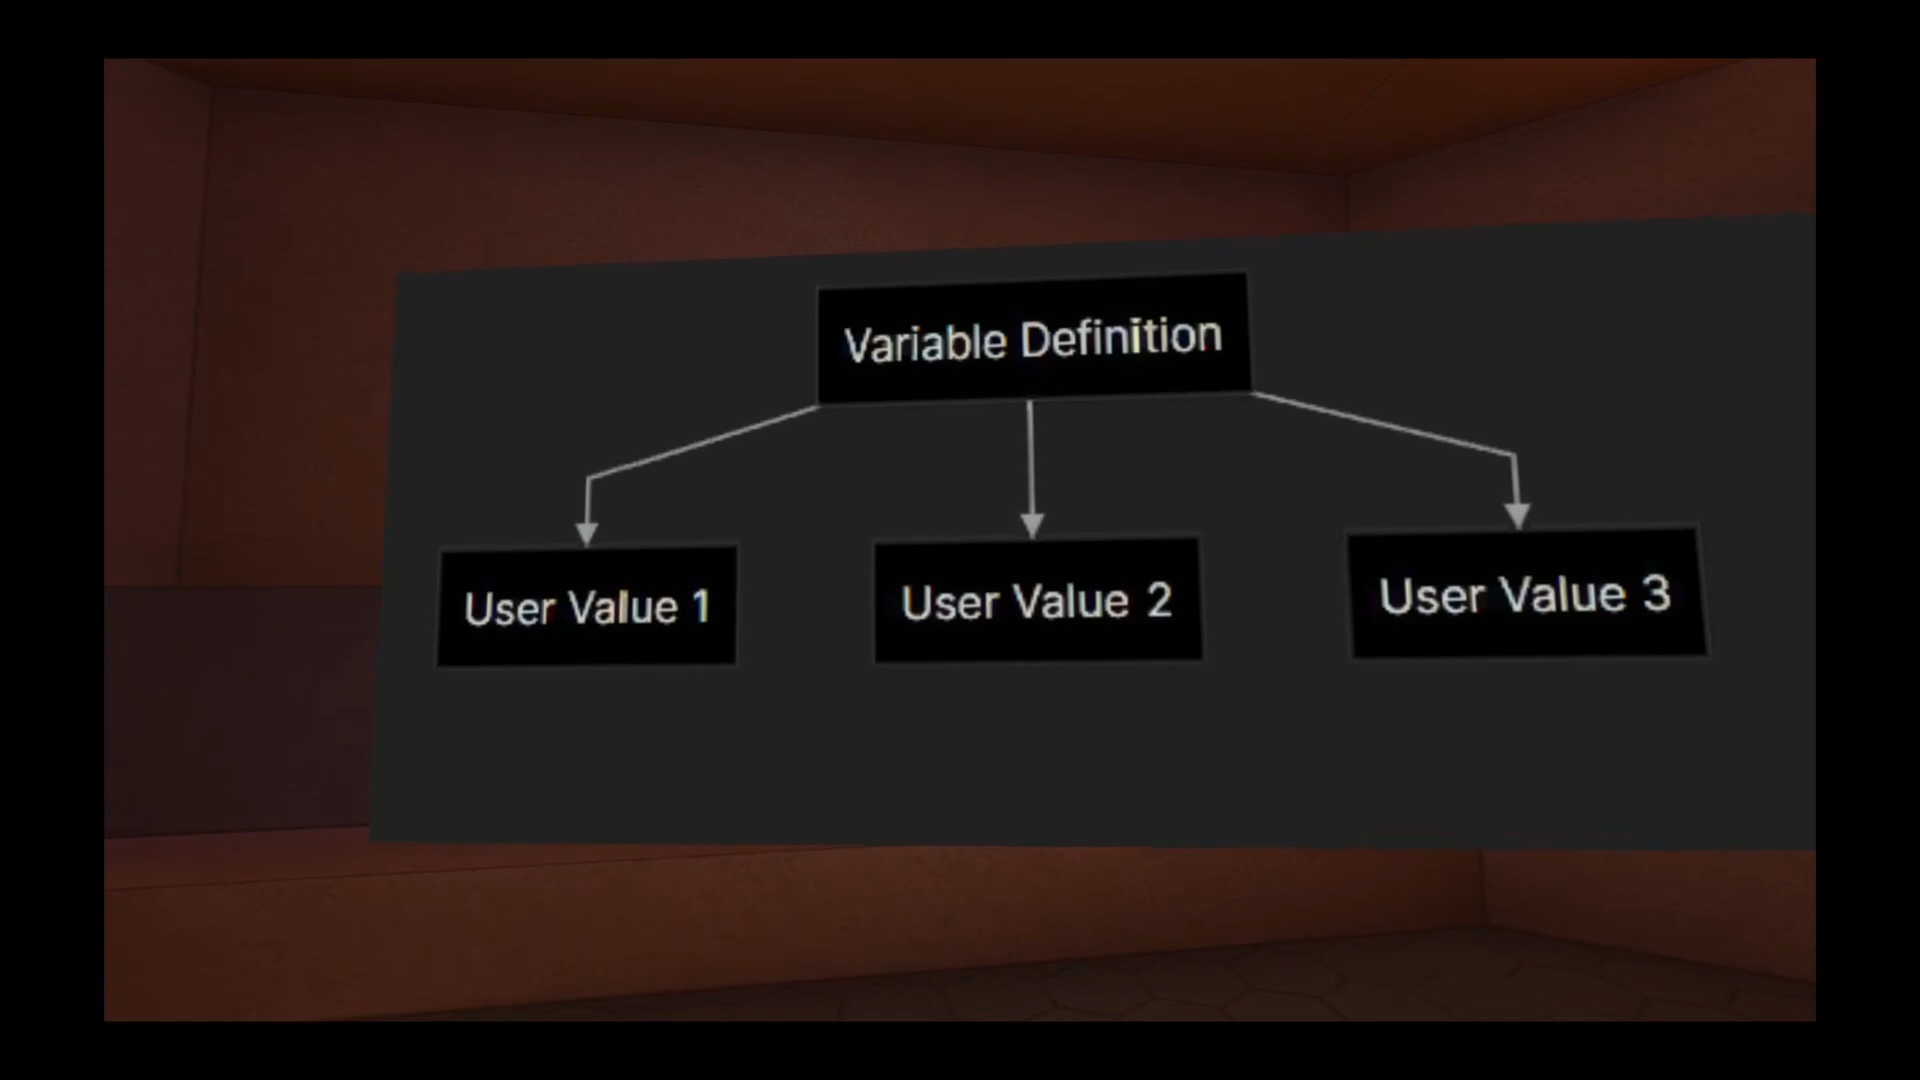 Variable Definition
User Value 1
User Value 2
User Value 3